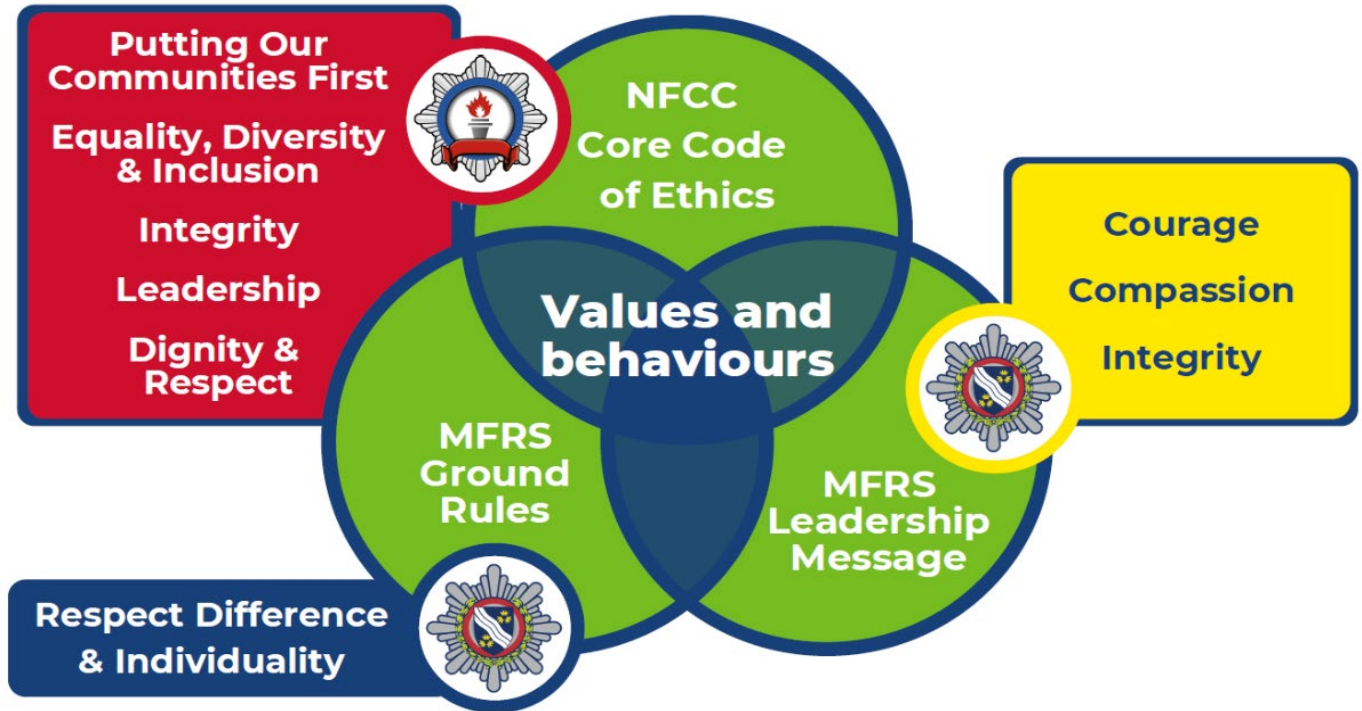 Putting Our
Communities First
Equality, Diversity
& Inclusion
Integrity
Leadership
Dignity &
Respect
NFCC
Core Code
of Ethics
Courage
Compassion
Integrity
Values and
behaviours
MFRS
Ground
Rules
MFRS
Leadership
Message
Respect Difference
& Individuality